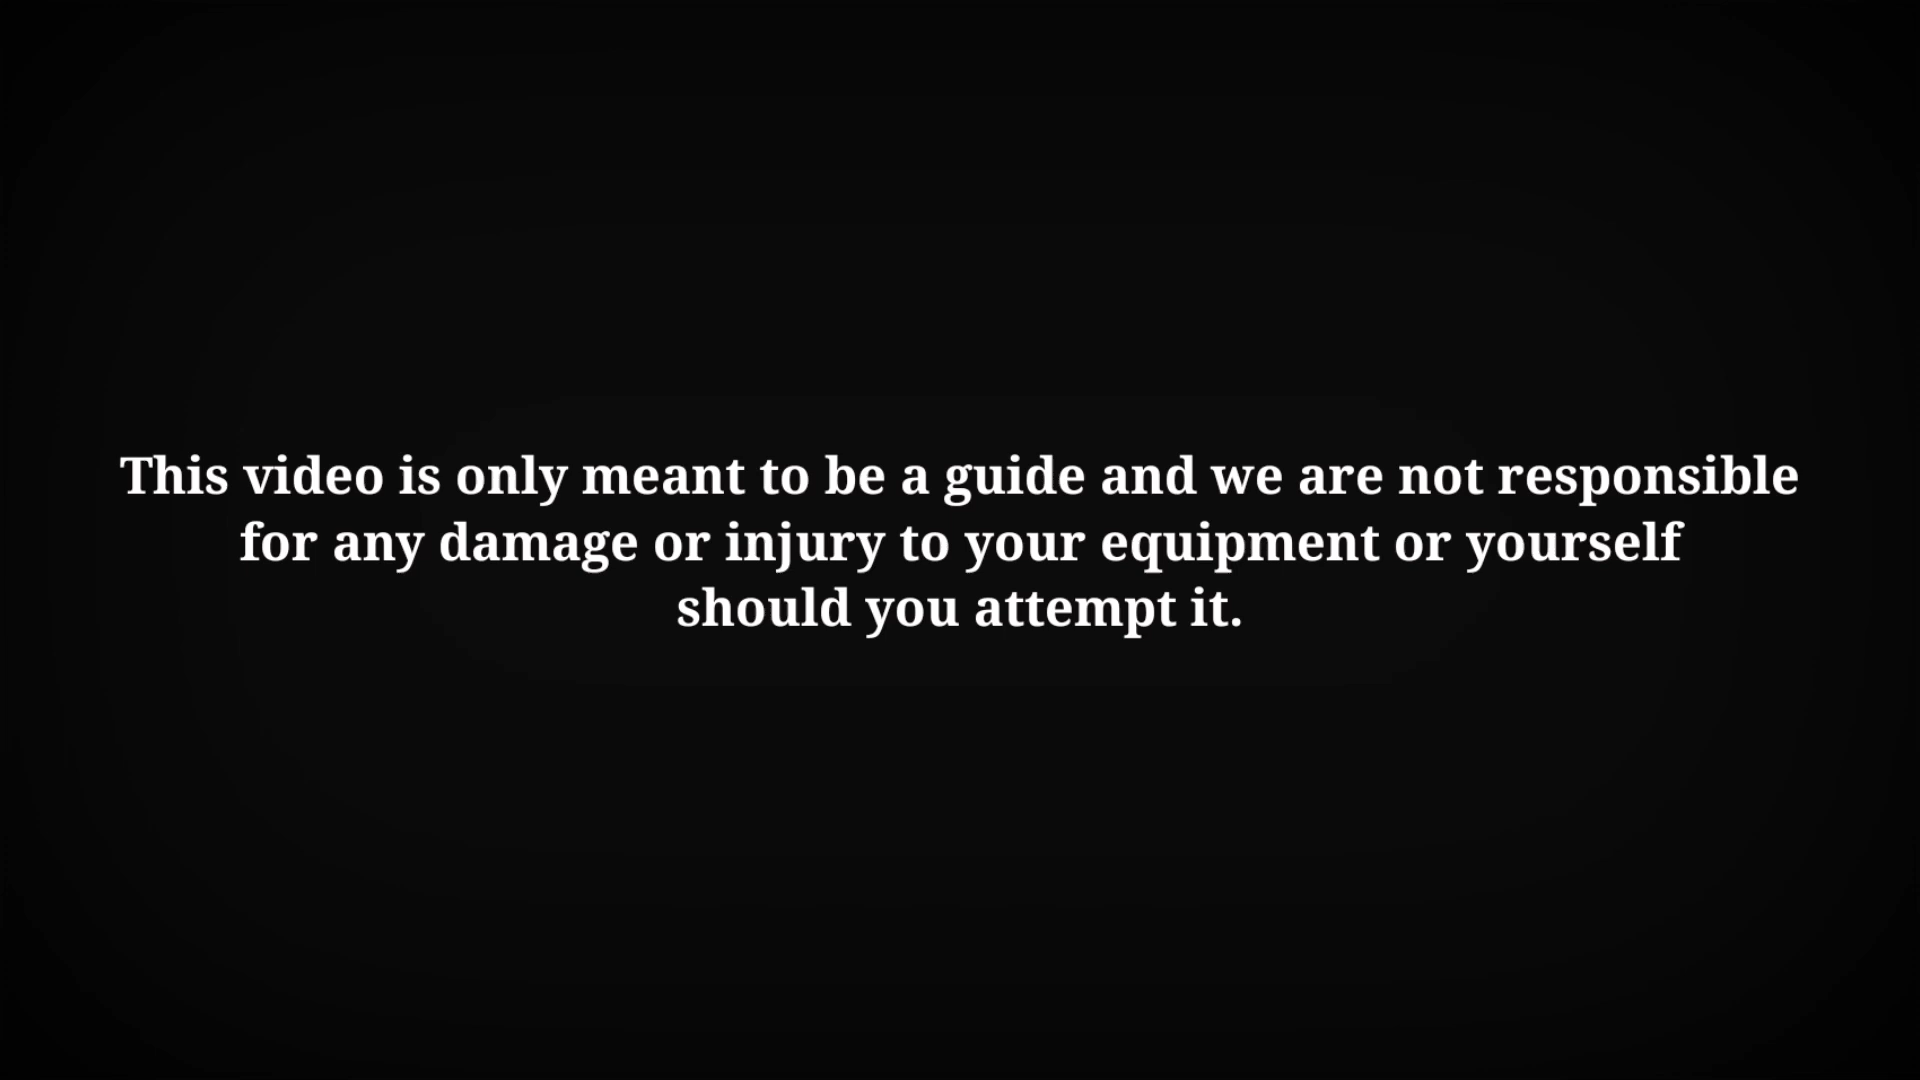 This video is only meant to be a guide and we are not responsible
for any damage or injury to your equipment or yourself
should you attempt it.